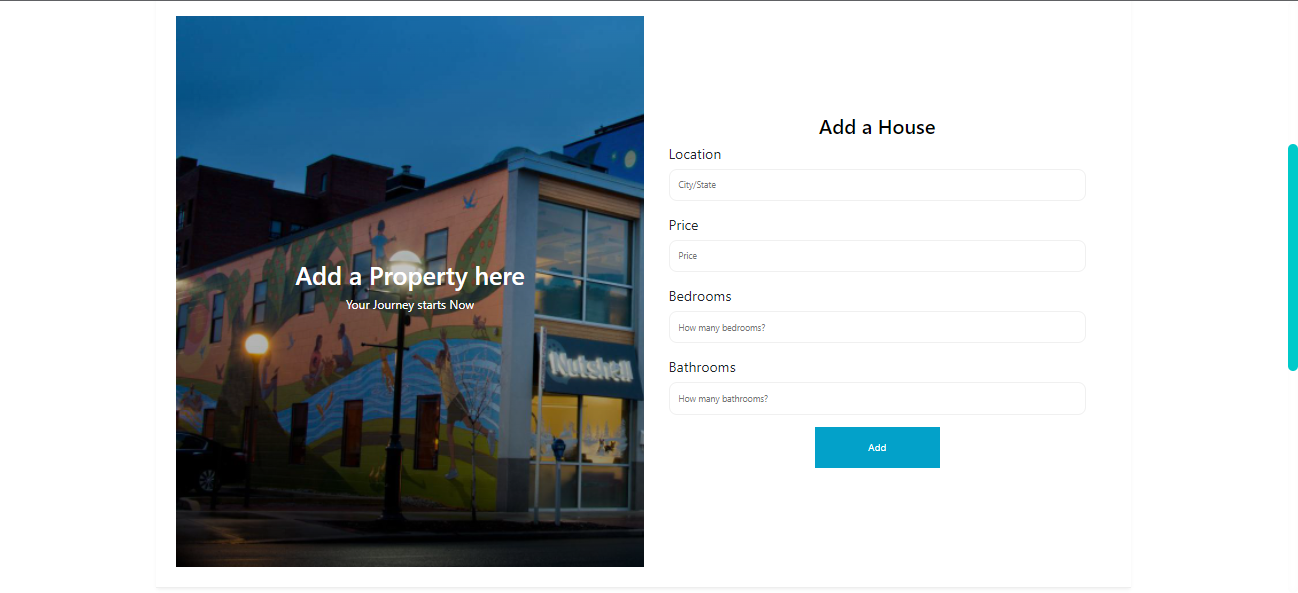 Add a Property here
Your Journey starts Now
Nutshell
Add a House
Location
City/State
Price
Price
Bedrooms
How many bedrooms?
Bathrooms
How many bathrooms?
Add